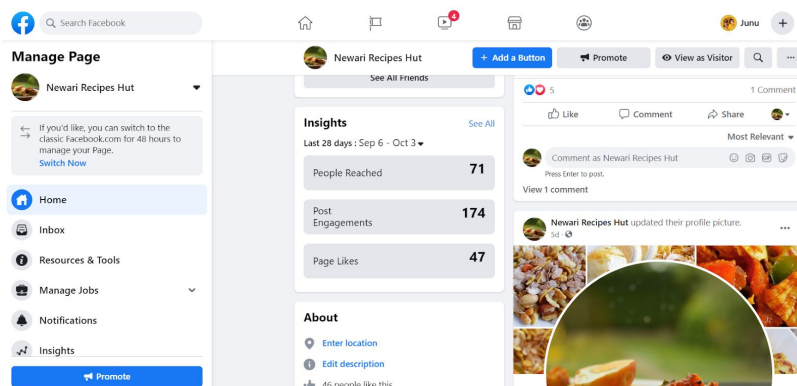 Search Facebook
4
Junu
Manage Page
Newari Recipes Hut
If you'd like, you can switch to the
classic Facebook.com for 48 hours to
manage your Page.
Switch Now
Home
Inbox
Resources & Tools
Manage Jobs
Notifications
Insights
Promote
Newari Recipes Hut
+ Add a Button
Promote
View as Visitor
See All Friends
Insights
See All
Last 28 days : Sep 6 - Oct 3
People Reached
71
Post
Engagements
174
Page Likes
47
About
Enter location
Edit description
46 people like this
5
1 Comment
Like
Comment
Share
Most Relevant
Comment as Newari Recipes Hut
GIF
Press Enter to post.
View 1 comment
Newari Recipes Hut updated their profile picture.
5d ·